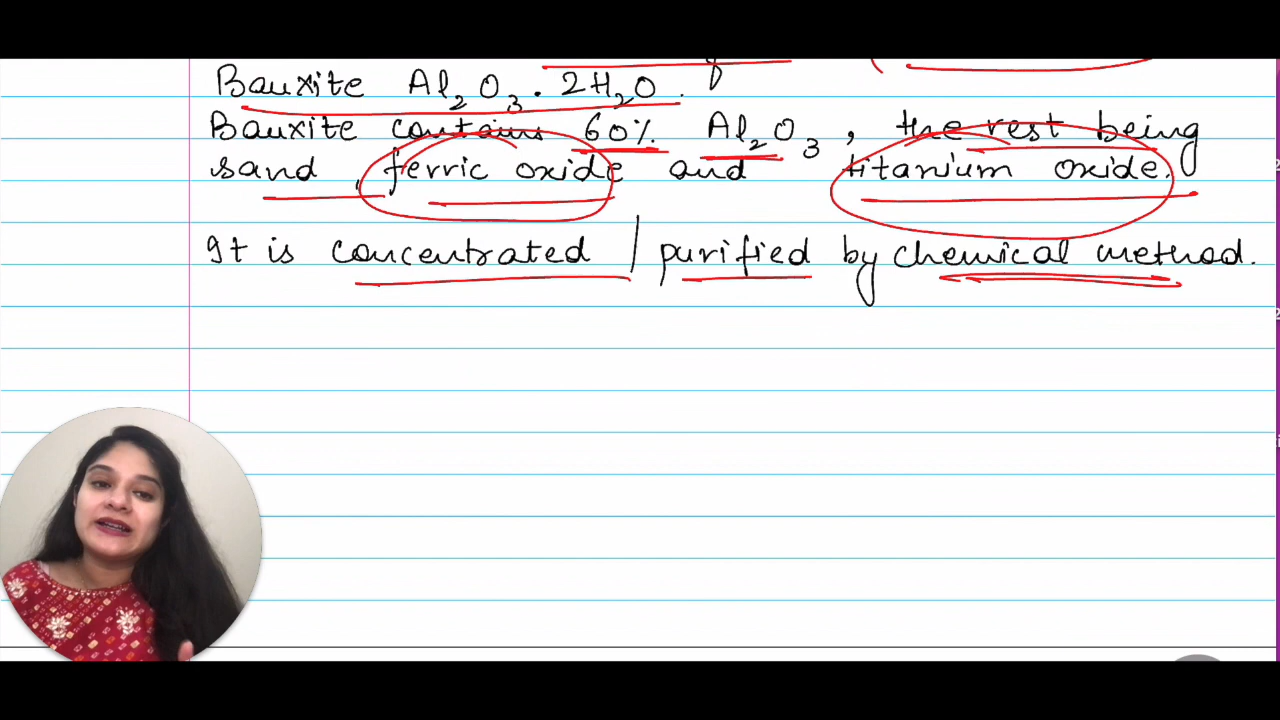 Bauxite Al₂O₃. 2H₂O.
Bauxite contains 60% Al₂O₃, the rest being
sand, ferric oxide and titanium oxide.
It is concentrated / purified by chemical method.